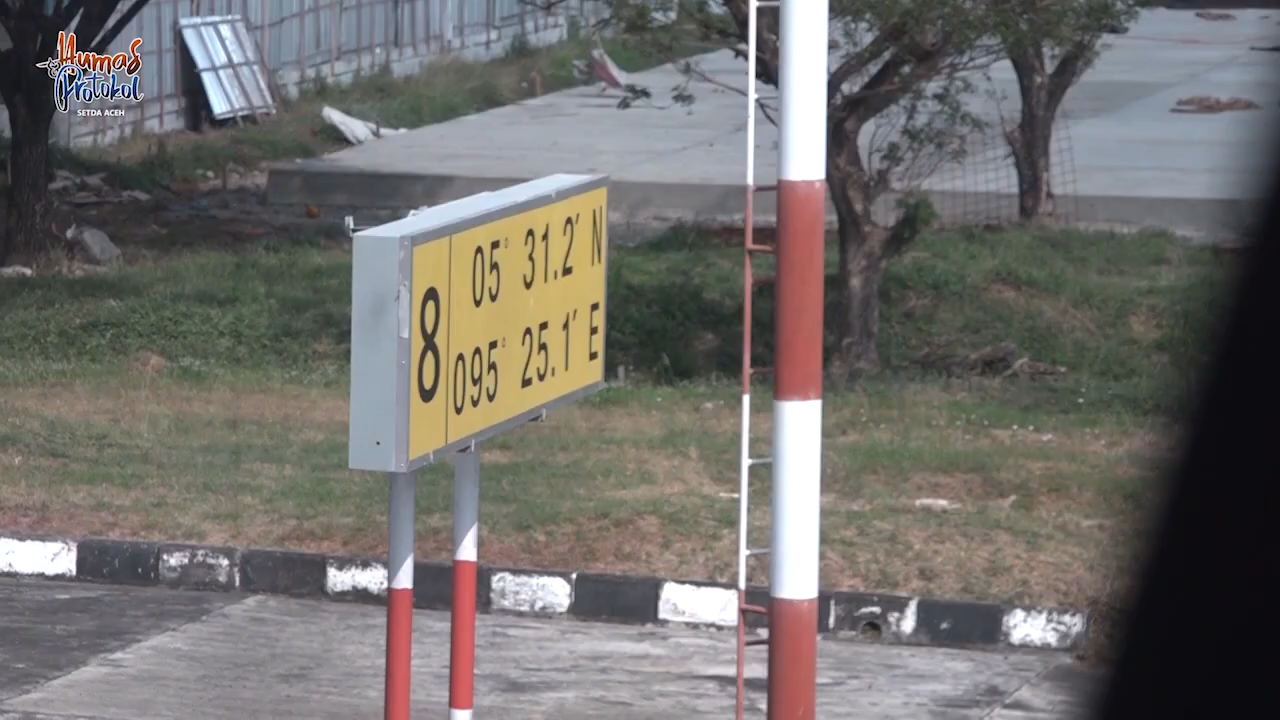 Humas
Protokol
SETDA ACEH
8
05° 31.2′ N
095° 25.1′ E